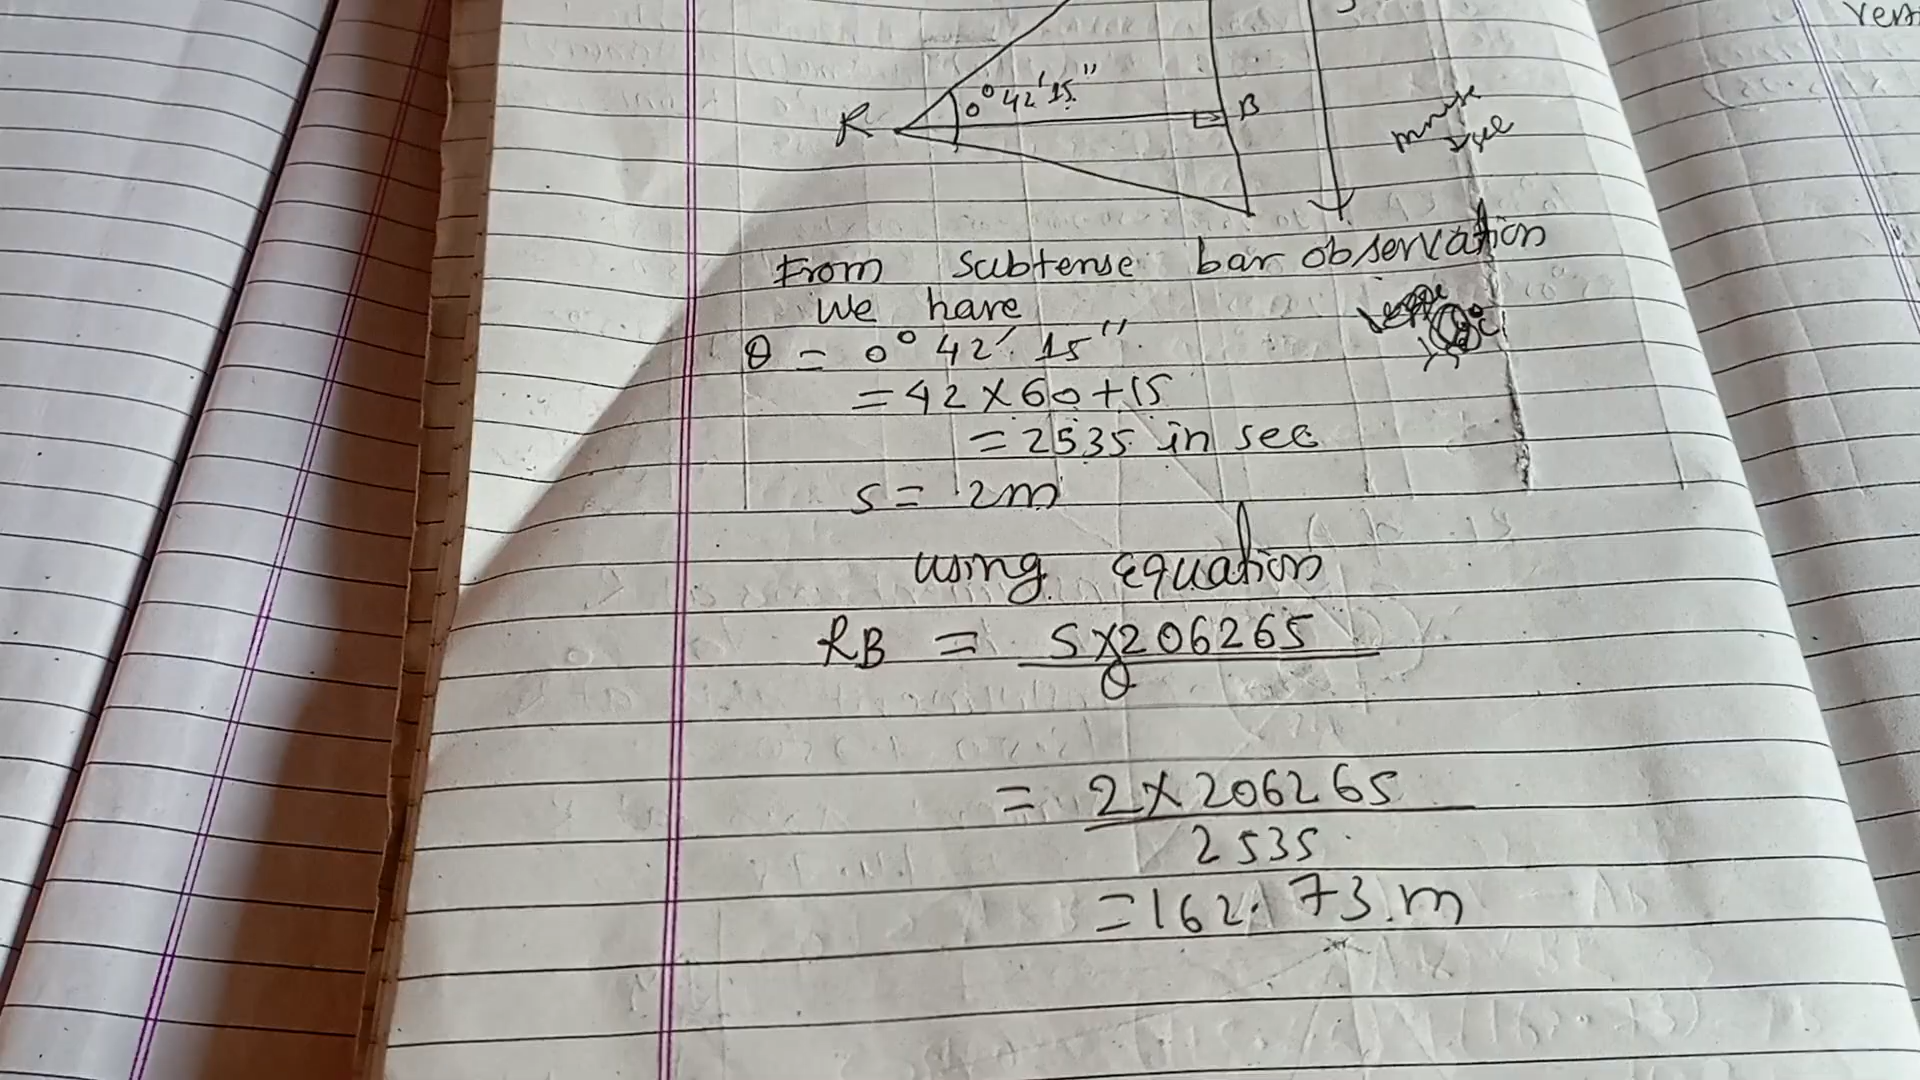 Ver
R 0° 42' 15" B
From subtense bar observation
we have
θ = 0° 42' 15"
= 42 × 60 + 15
= 2535 in sec
S = 2m
using equation
RB = S×206265
θ
= 2 × 206265
2535
= 162.73 m